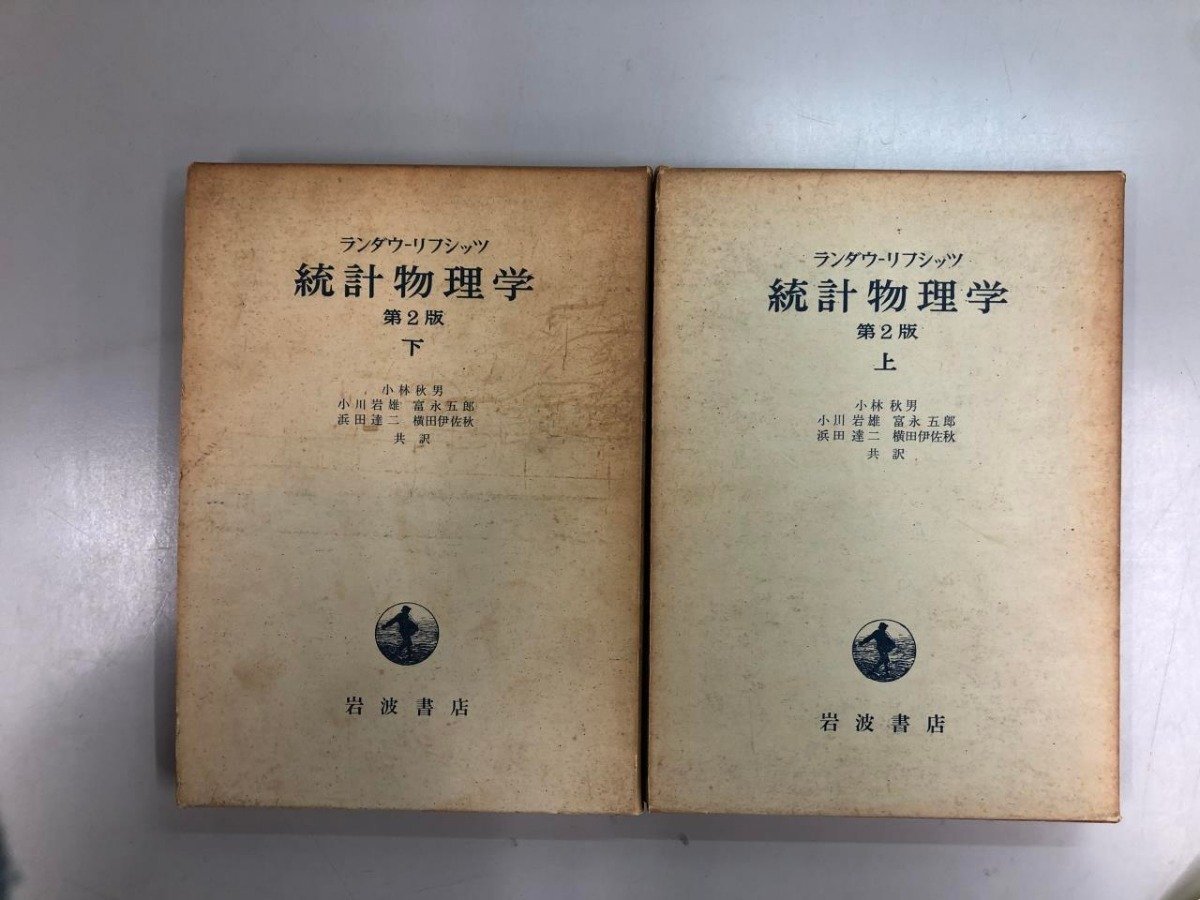 ランダウ-リフシッツ
統計物理学
第2版
下
小林秋男
小川岩雄 富永五郎
浜田達二 横田伊佐秋
共訳
岩波書店
ランダウ-リフシッツ
統計物理学
第2版
上
小林秋男
小川岩雄 富永五郎
浜田達二 横田伊佐秋
共訳
岩波書店